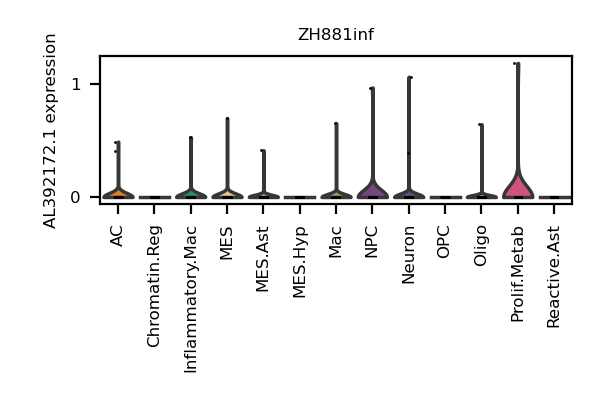 ZH881inf
AL392172.1 expression
1
0
AC
Chromatin.Reg
Inflammatory.Mac
MES
MES.Ast
MES.Hyp
Mac
NPC
Neuron
OPC
Oligo
Prolif.Metab
Reactive.Ast